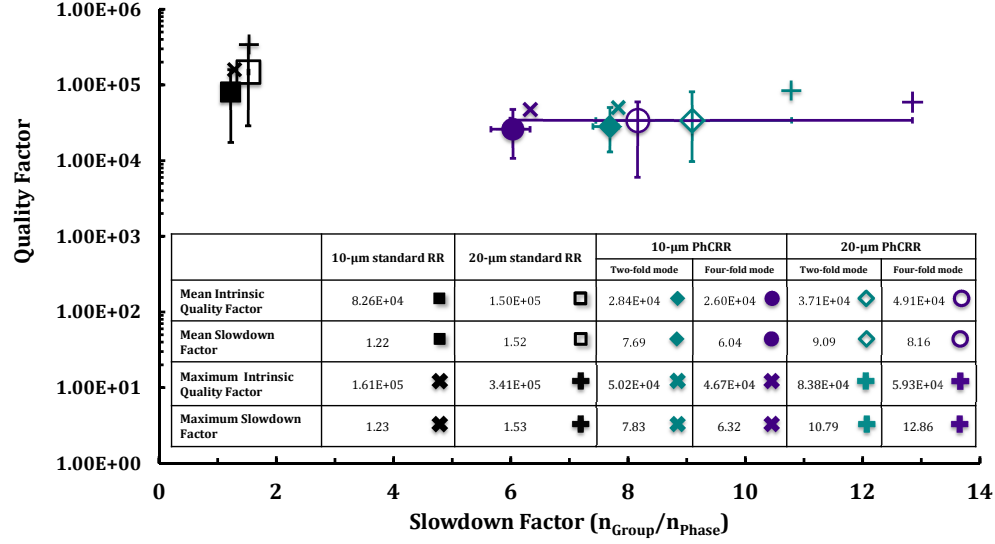 1.00E+06
1.00E+05
1.00E+04
1.00E+03
1.00E+02
1.00E+01
1.00E+00
Quality Factor
0 2 4 6 8 10 12 14
Slowdown Factor (nGroup/nPhase)
10-μm standard RR 20-μm standard RR 10-μm PhCRR 20-μm PhCRR
Two-fold mode Four-fold mode Two-fold mode Four-fold mode
Mean Intrinsic
Quality Factor 8.26E+04 1.50E+05 2.84E+04 2.60E+04 3.71E+04 4.91E+04
Mean Slowdown
Factor 1.22 1.52 7.69 6.04 9.09 8.16
Maximum Intrinsic
Quality Factor 1.61E+05 3.41E+05 5.02E+04 4.67E+04 8.38E+04 5.93E+04
Maximum Slowdown
Factor 1.23 1.53 7.83 6.32 10.79 12.86